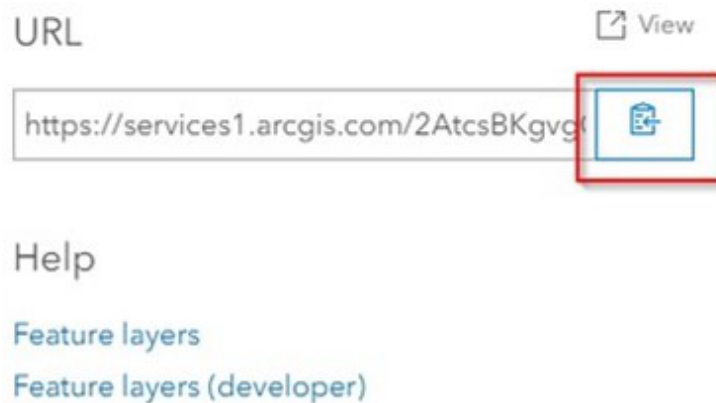 URL
View
https://services1.arcgis.com/2AtcsBKgvg
Help
Feature layers
Feature layers (developer)